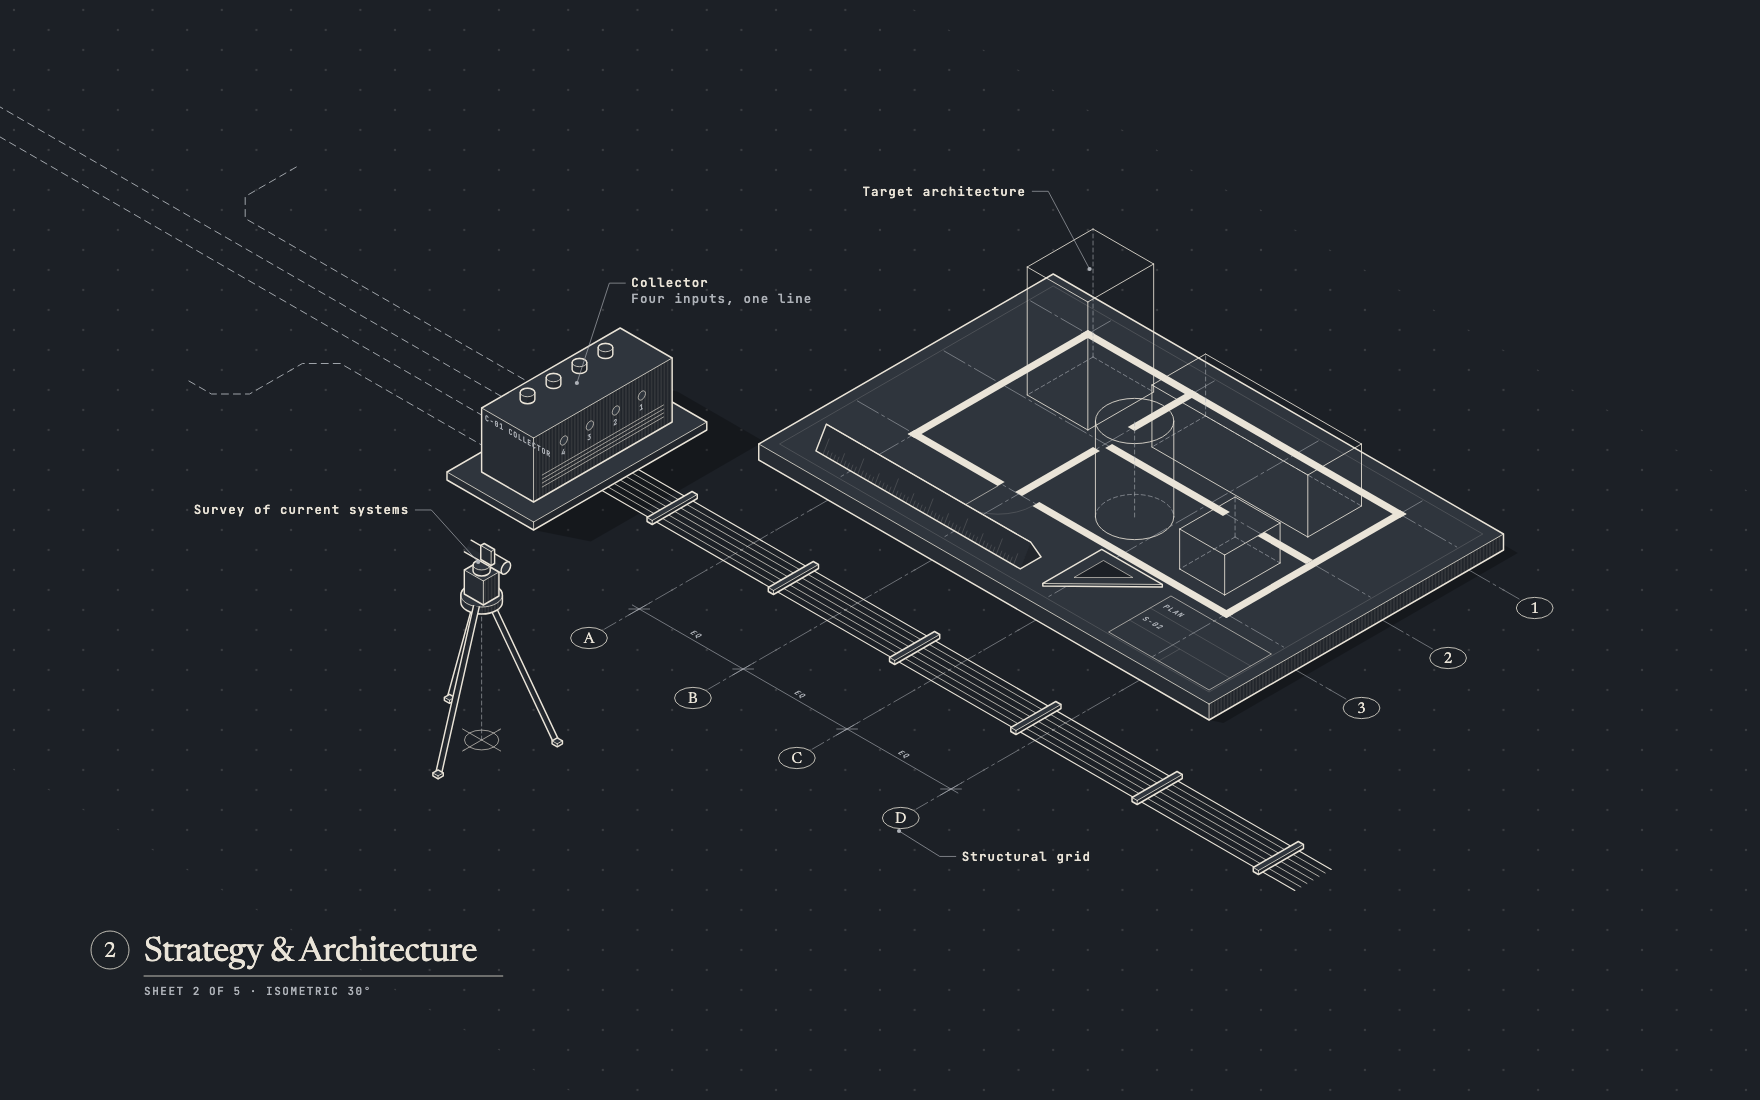 Target architecture
Collector
Four inputs, one line
C-01 COLLECTOR
4
3
2
1
Survey of current systems
A
EQ
B
EQ
C
EQ
D
Structural grid
PLAN
S-02
1
2
3
2
Strategy & Architecture
SHEET 2 OF 5 · ISOMETRIC 30°